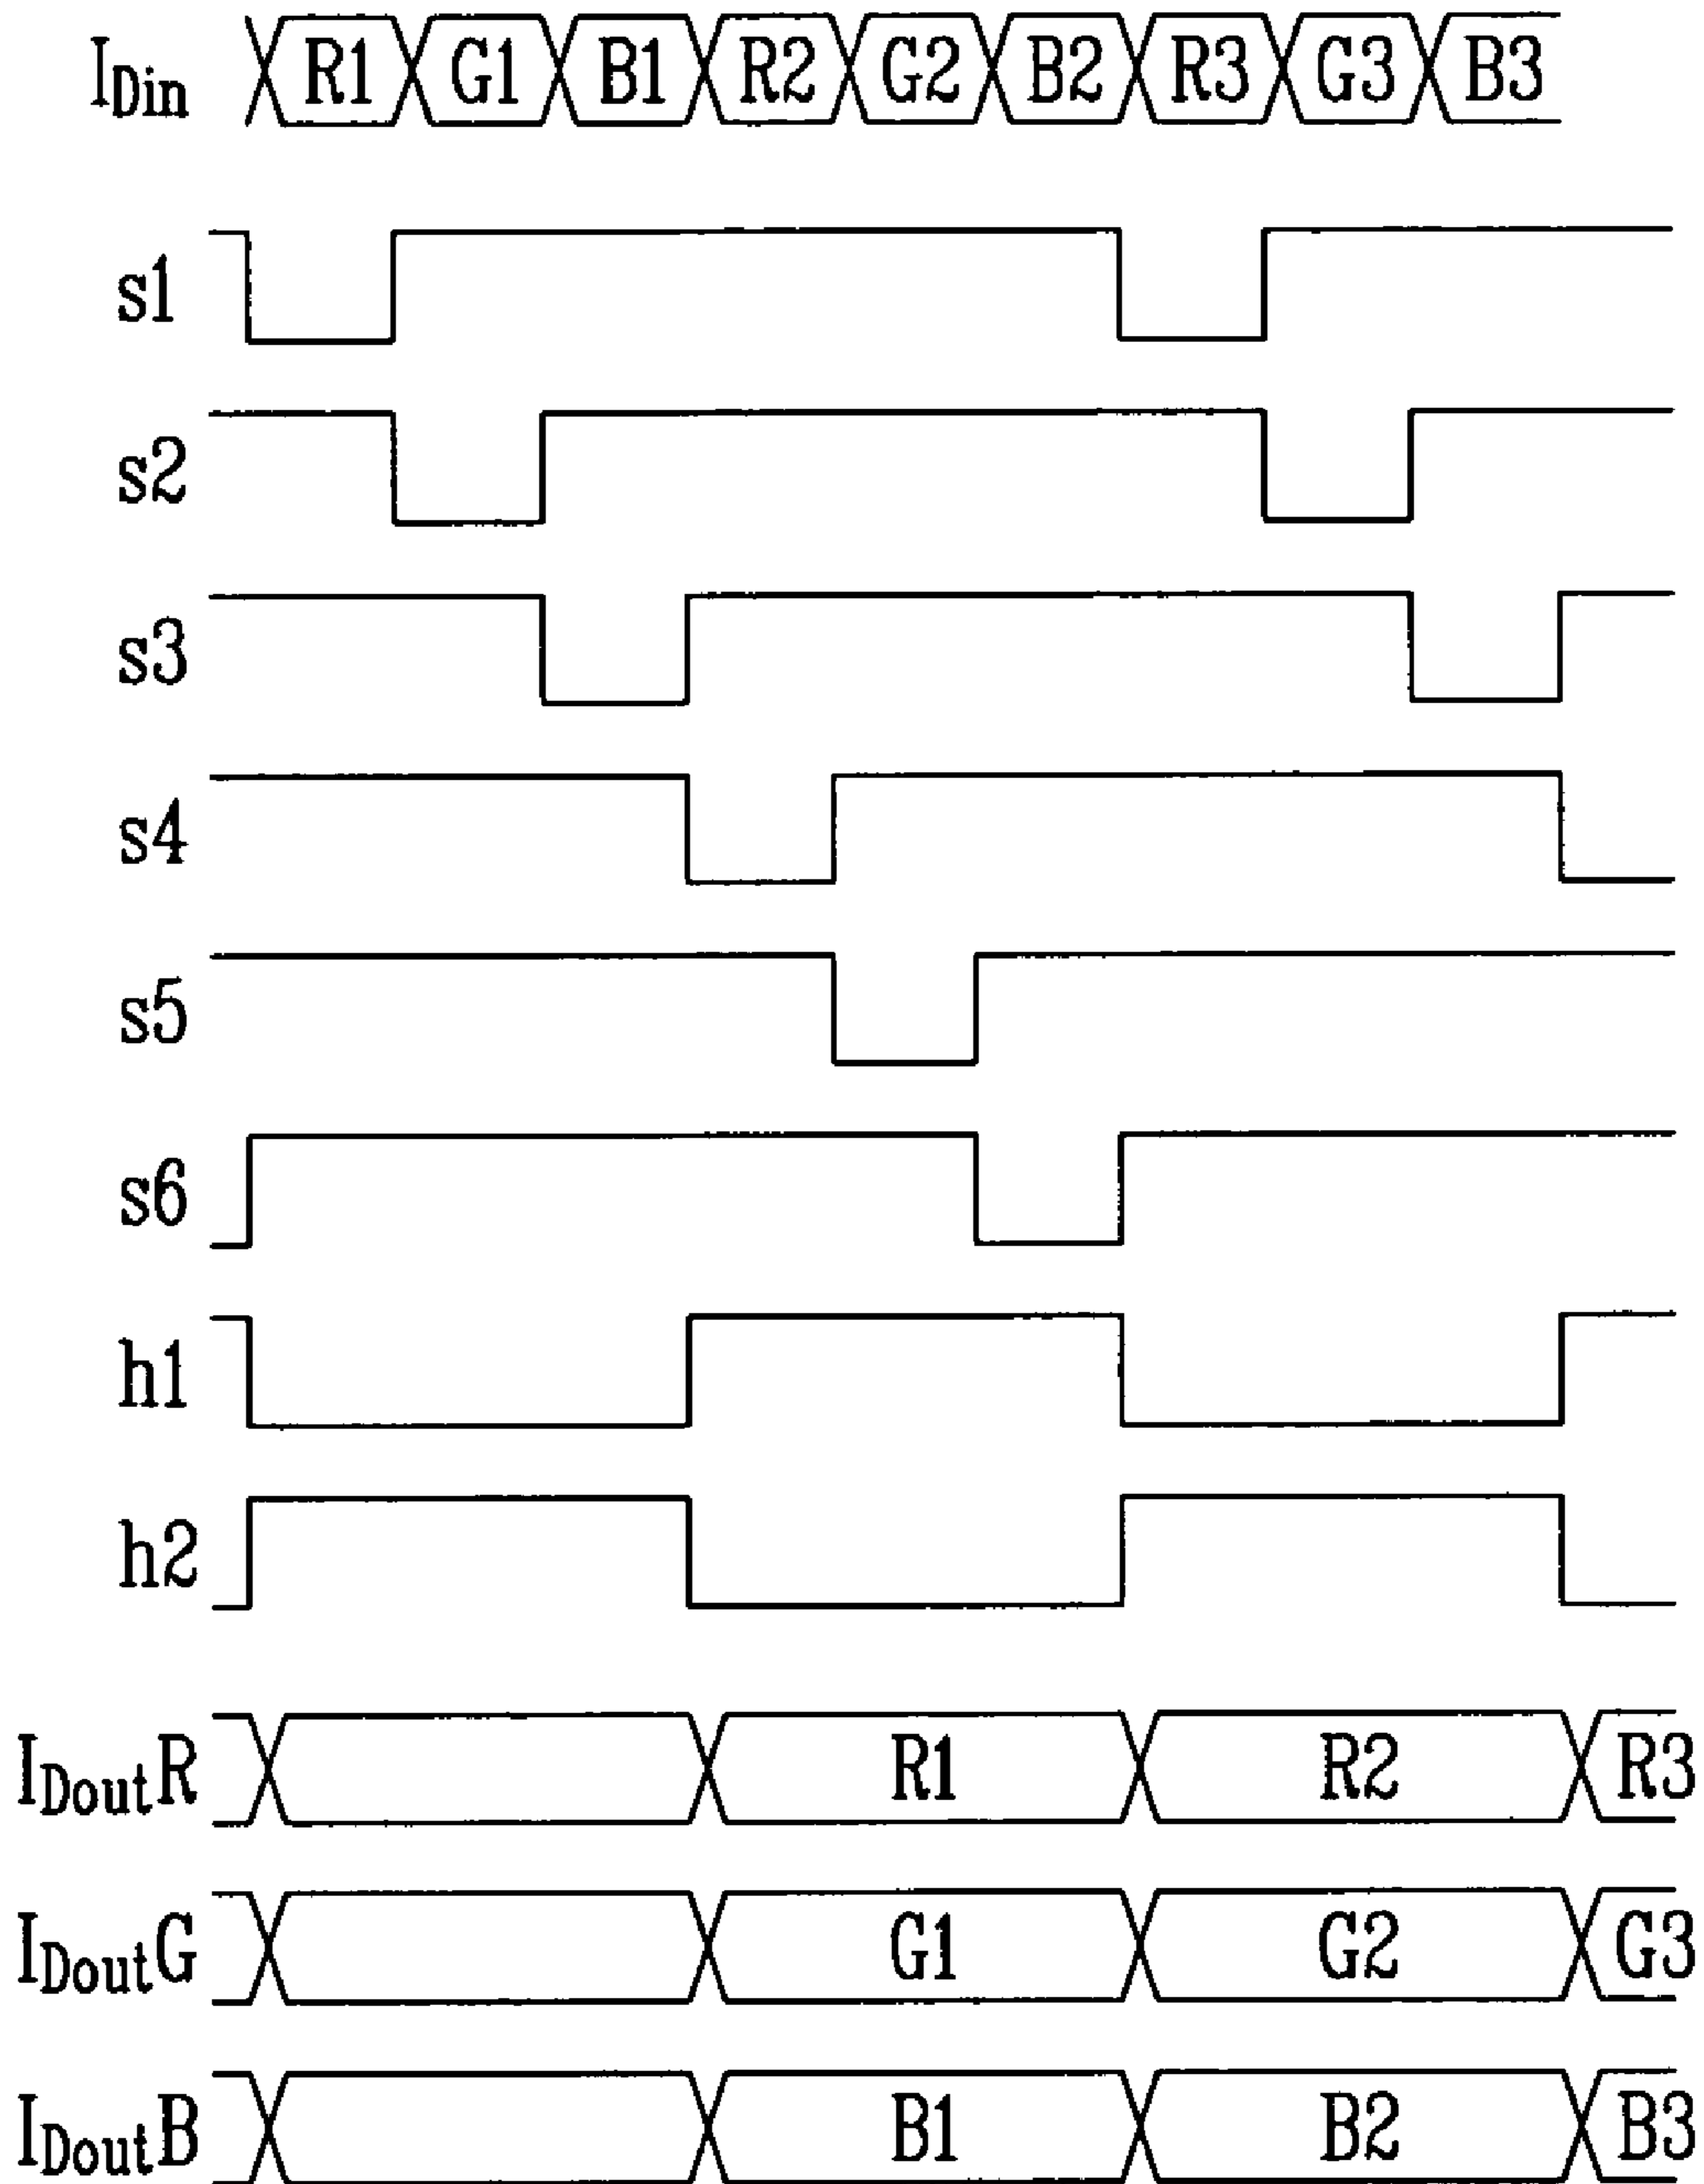 IDin R1 G1 B1 R2 G2 B2 R3 G3 B3
s1
s2
s3
s4
s5
s6
h1
h2
IDoutR R1 R2 R3
IDoutG G1 G2 G3
IDoutB B1 B2 B3